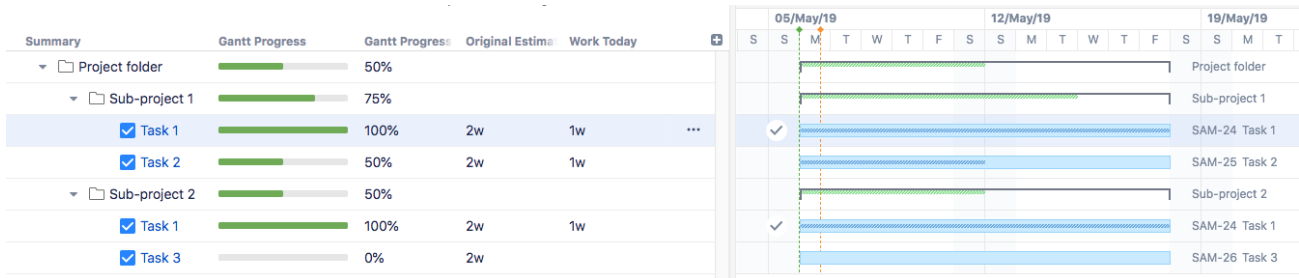 05/May/19 12/May/19 19/May/19
Summary Gantt Progress Gantt Progress Original Estimat Work Today S S M T W T F S S M T W T F S S M T
Project folder 50% Project folder
Sub-project 1 75% Sub-project 1
Task 1 100% 2w 1w ... SAM-24 Task 1
Task 2 50% 2w 1w SAM-25 Task 2
Sub-project 2 50% Sub-project 2
Task 1 100% 2w 1w SAM-24 Task 1
Task 3 0% 2w SAM-26 Task 3